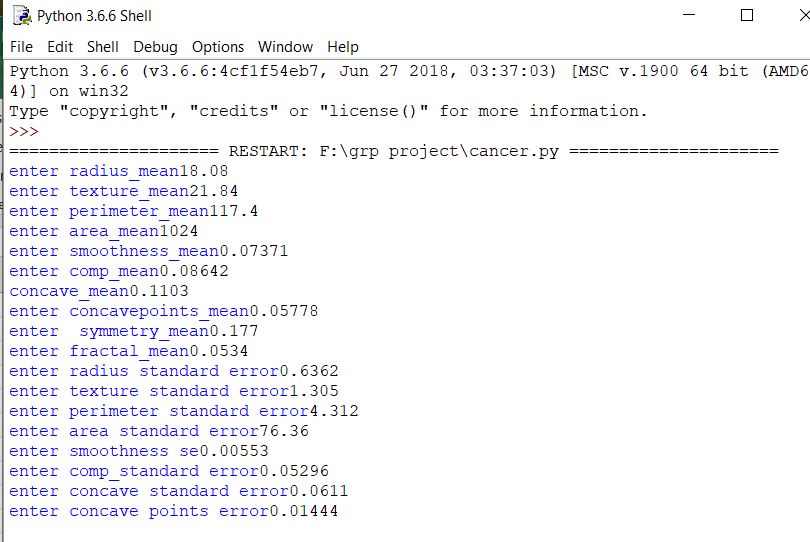 Python 3.6.6 Shell
File Edit Shell Debug Options Window Help
Python 3.6.6 (v3.6.6:4cf1f54eb7, Jun 27 2018, 03:37:03) [MSC v.1900 64 bit (AMD6
4)] on win32
Type "copyright", "credits" or "license()" for more information.
>>>
===================== RESTART: F:\grp project\cancer.py =====================
enter radius_mean18.08
enter texture_mean21.84
enter perimeter_mean117.4
enter area_mean1024
enter smoothness_mean0.07371
enter comp_mean0.08642
concave_mean0.1103
enter concavepoints_mean0.05778
enter  symmetry_mean0.177
enter fractal_mean0.0534
enter radius standard error0.6362
enter texture standard error1.305
enter perimeter standard error4.312
enter area standard error76.36
enter smoothness se0.00553
enter comp_standard error0.05296
enter concave standard error0.0611
enter concave points error0.01444